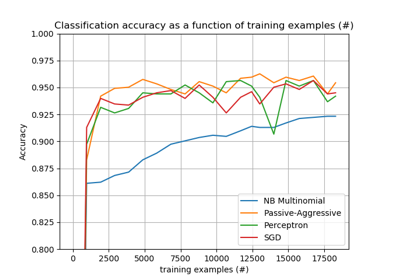 Classification accuracy as a function of training examples (#)
1.000
0.975
0.950
0.925
0.900
0.875
0.850
0.825
0.800
Accuracy
NB Multinomial
Passive-Aggressive
Perceptron
SGD
0 2500 5000 7500 10000 12500 15000 17500
training examples (#)